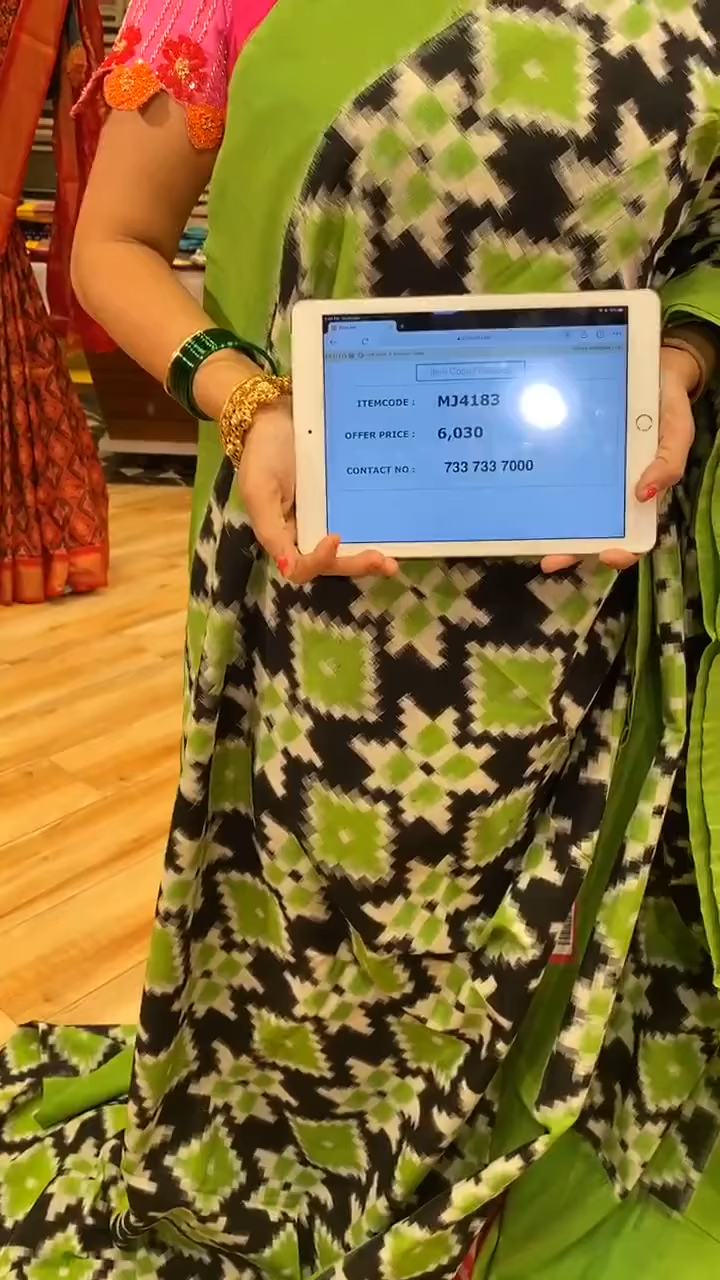 ITEMCODE : MJ4183
OFFER PRICE : 6,030
CONTACT NO : 733 733 7000